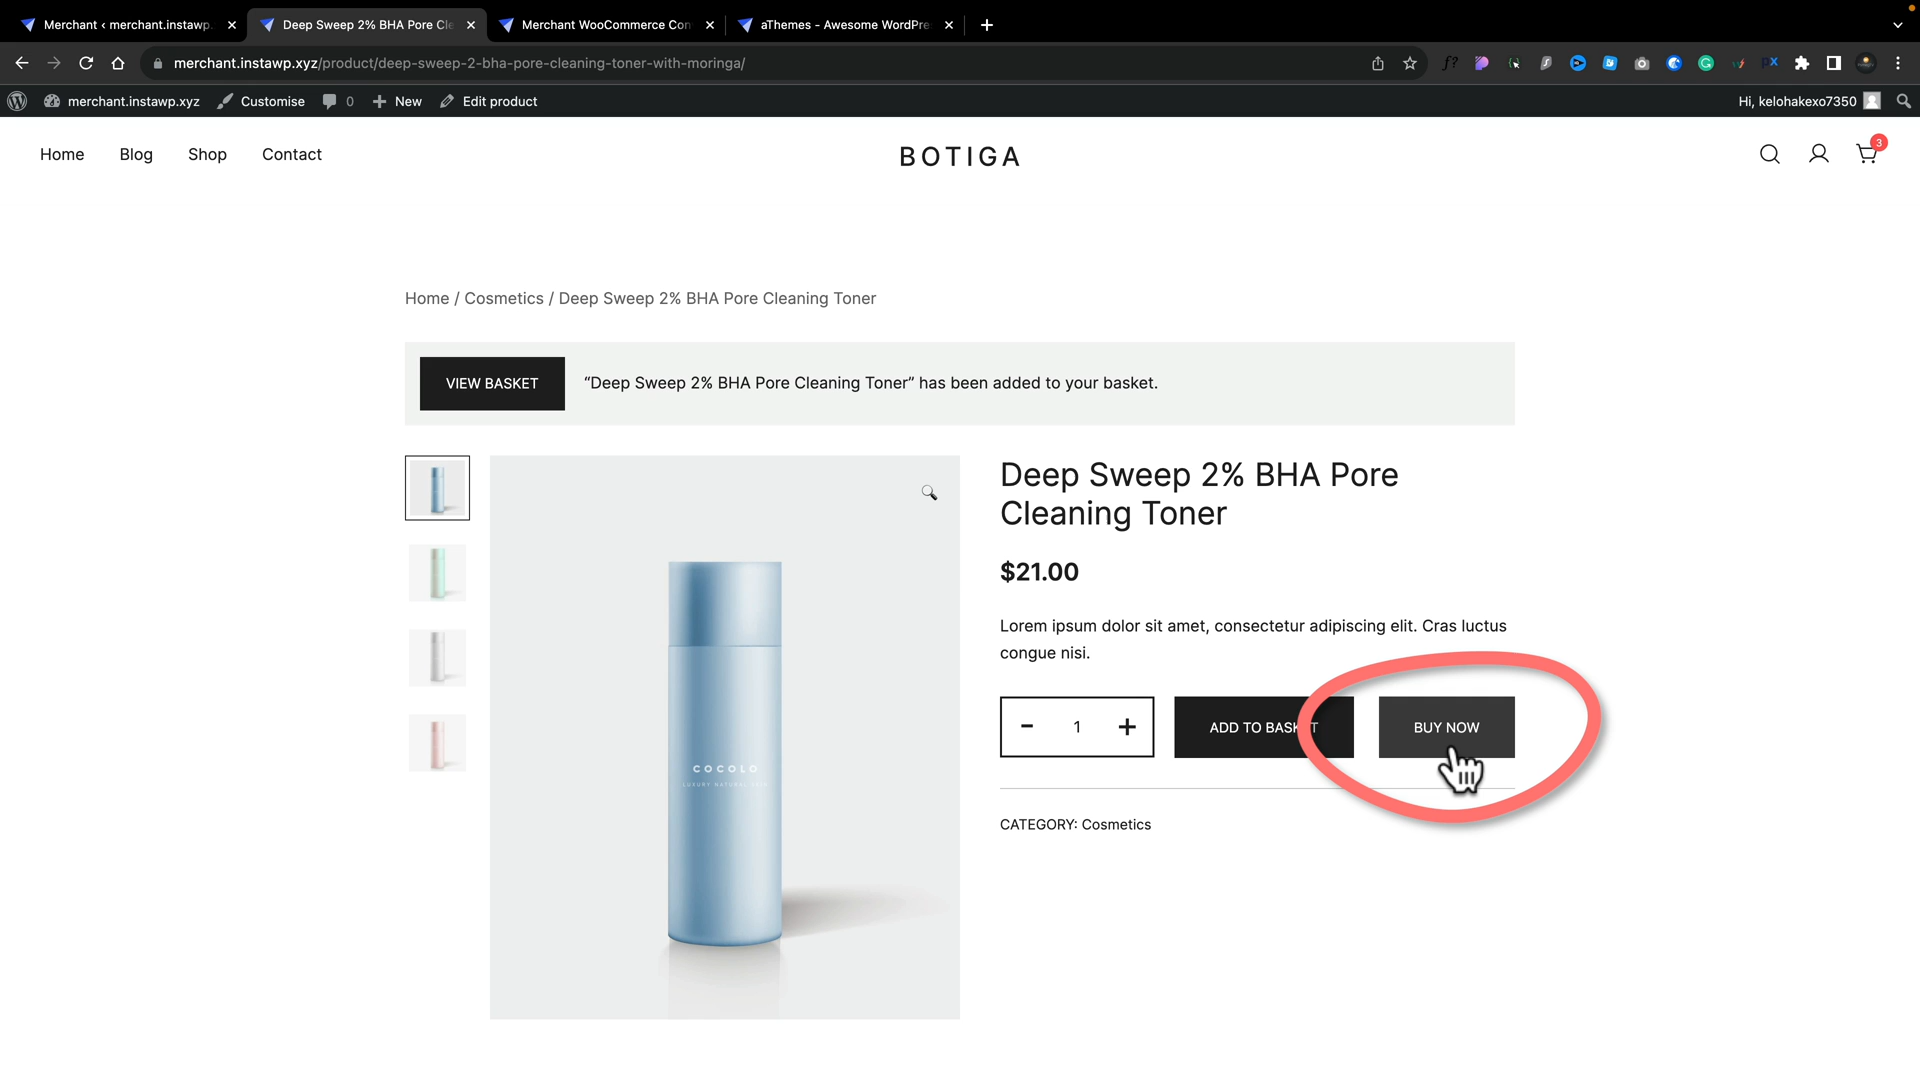 Merchant ‹ merchant.instawp.
Deep Sweep 2% BHA Pore Cle
Merchant WooCommerce Con
aThemes - Awesome WordPre
merchant.instawp.xyz/product/deep-sweep-2-bha-pore-cleaning-toner-with-moringa/
merchant.instawp.xyz
Customise
0
New
Edit product
Hi, kelohakexo7350
Home
Blog
Shop
Contact
BOTIGA
3
Home / Cosmetics / Deep Sweep 2% BHA Pore Cleaning Toner
VIEW BASKET
“Deep Sweep 2% BHA Pore Cleaning Toner” has been added to your basket.
Deep Sweep 2% BHA Pore
Cleaning Toner
$21.00
Lorem ipsum dolor sit amet, consectetur adipiscing elit. Cras luctus
congue nisi.
- 1 +
ADD TO BASKET
BUY NOW
COCOLO
CATEGORY: Cosmetics